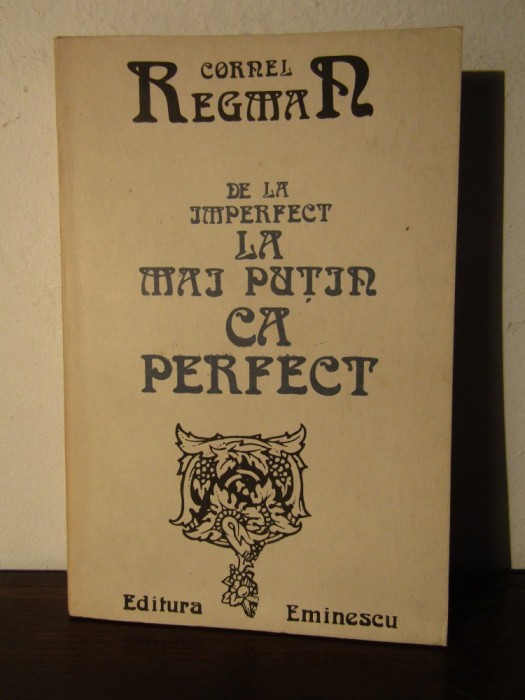 CORNEL
REGMAN
DE LA
IMPERFECT
LA
MAI PUȚIN
CA
PERFECT
Editura Eminescu